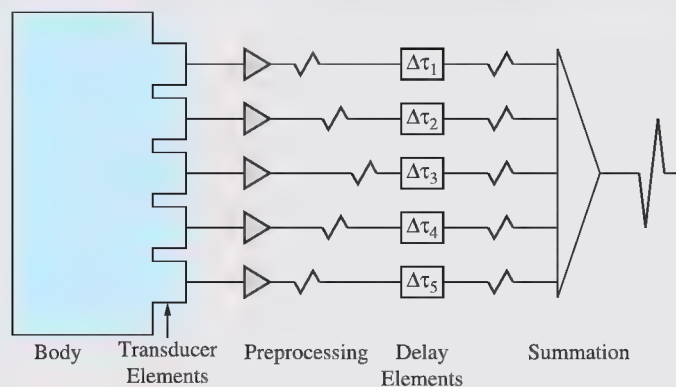 Δτ₁
Δτ₂
Δτ₃
Δτ₄
Δτ₅
Body
Transducer
Elements
Preprocessing
Delay
Elements
Summation